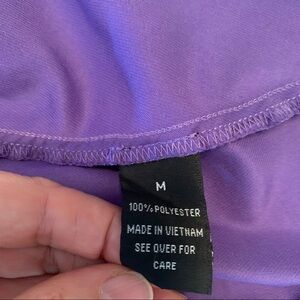 M
100% POLYESTER
MADE IN VIETNAM
SEE OVER FOR
CARE